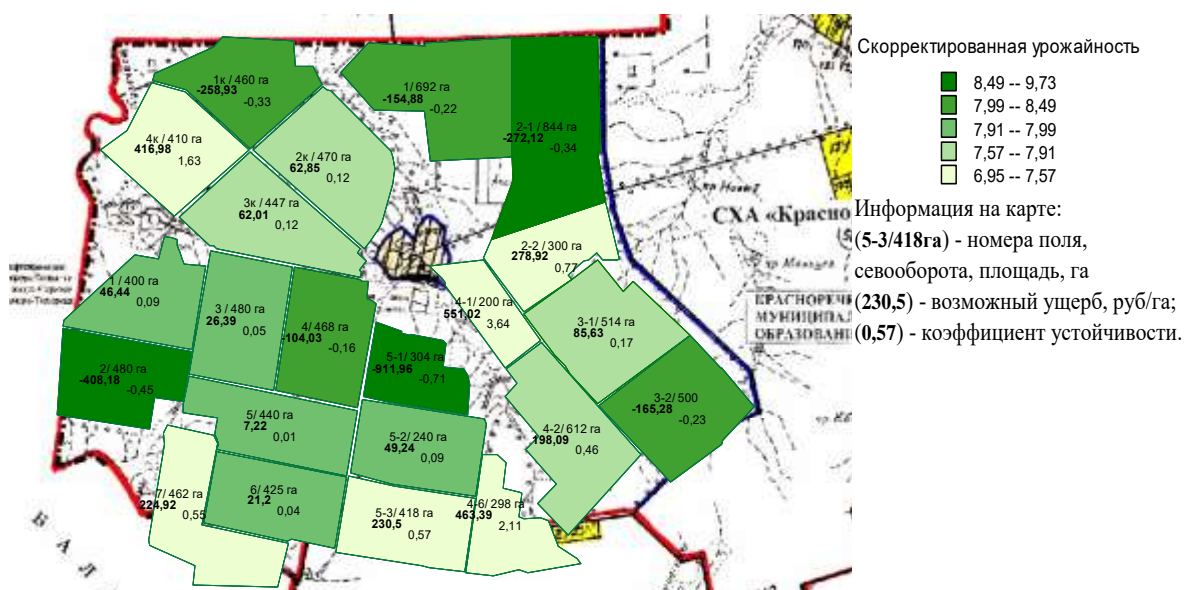 1к / 460 га
-258,93
-0,33
1/ 692 га
-154,88
-0,22
2-1 / 844 га
-272,12
-0,34
4к / 410 га
416,98
1,63
2к / 470 га
62,85
0,12
3к / 447 га
62,01
0,12
2-2 / 300 га
278,92
0,77
1 / 400 га
46,44
0,09
3 / 480 га
26,39
0,05
4/ 468 га
-104,03
-0,16
4-1/ 200 га
551,02
3,64
3-1/ 514 га
85,63
0,17
2/ 480 га
-408,18
-0,45
5-1/ 304 га
-911,96
-0,71
3-2/ 500
-165,28
-0,23
5/ 440 га
7,22
0,01
5-2/ 240 га
49,24
0,09
4-2/ 612 га
198,09
0,46
7/ 462 га
224,92
0,55
6/ 425 га
21,2
0,04
5-3/ 418 га
230,5
0,57
4-6/ 298 га
463,39
2,11
СХА «Красно
КРАСНОРЕЧ
МУНИЦИПАЛ
ОБРАЗОВАНИ
Б А Л
Скорректированная урожайность
8,49 -- 9,73
7,99 -- 8,49
7,91 -- 7,99
7,57 -- 7,91
6,95 -- 7,57
Информация на карте:
(5-3/418га) - номера поля,
севооборота, площадь, га
(230,5) - возможный ущерб, руб/га;
(0,57) - коэффициент устойчивости.